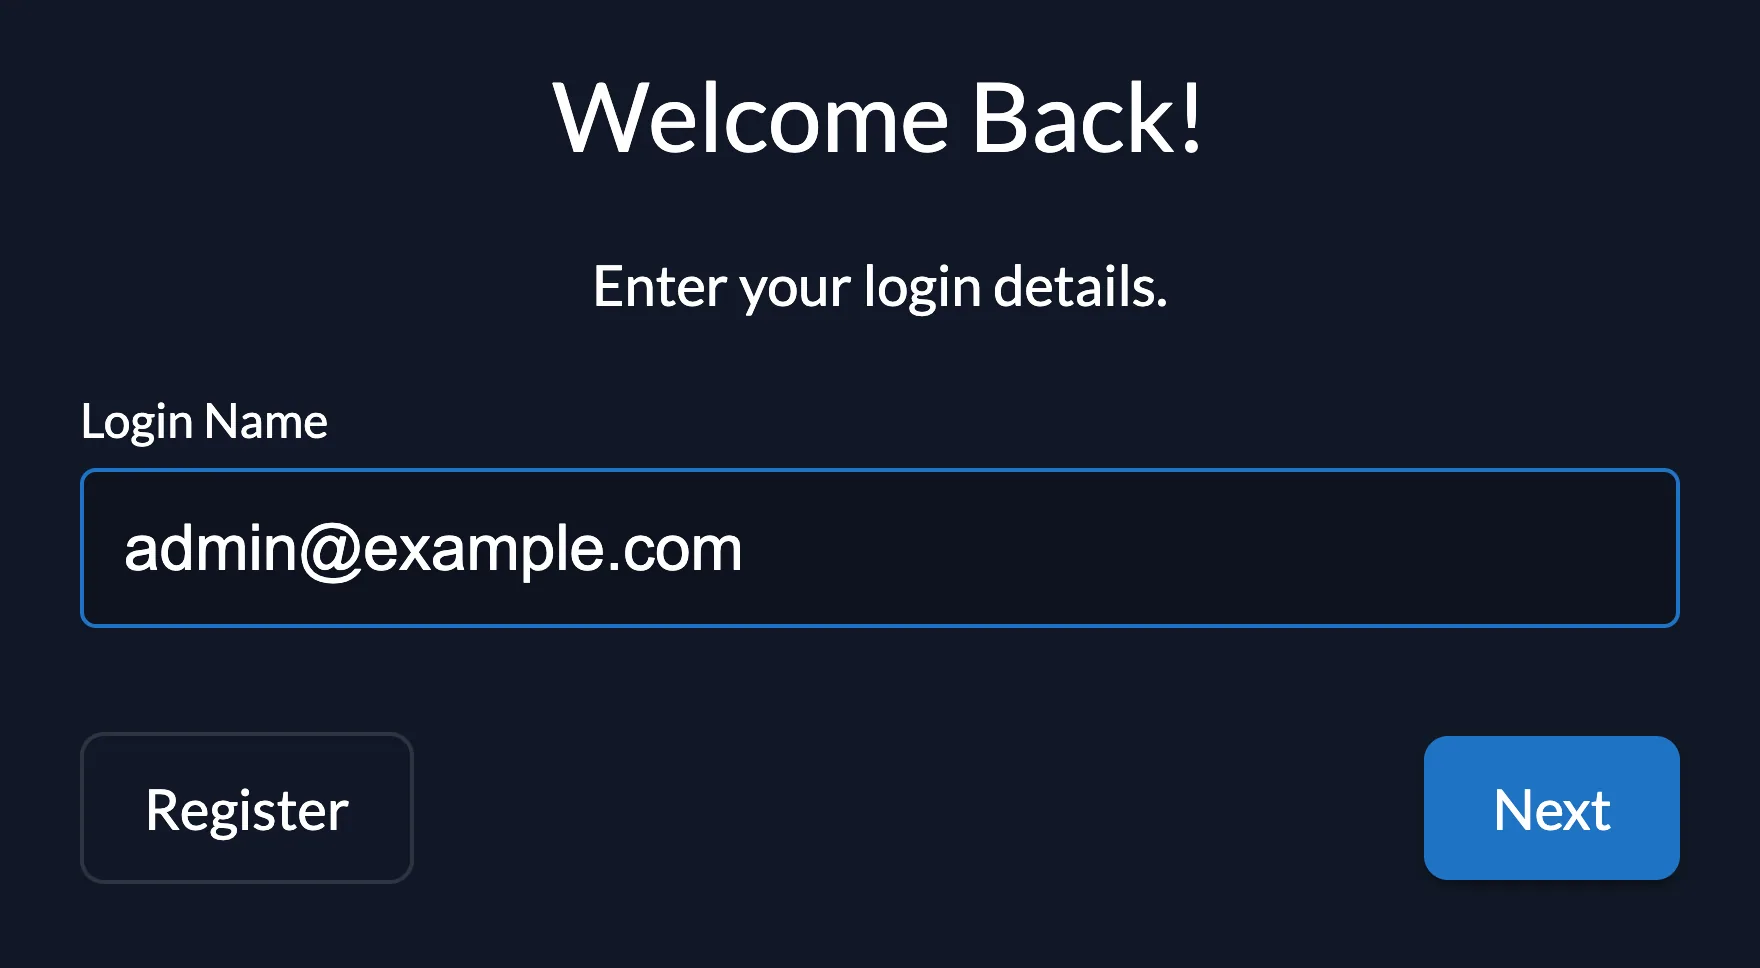 Welcome Back!
Enter your login details.
Login Name
admin@example.com
Register
Next